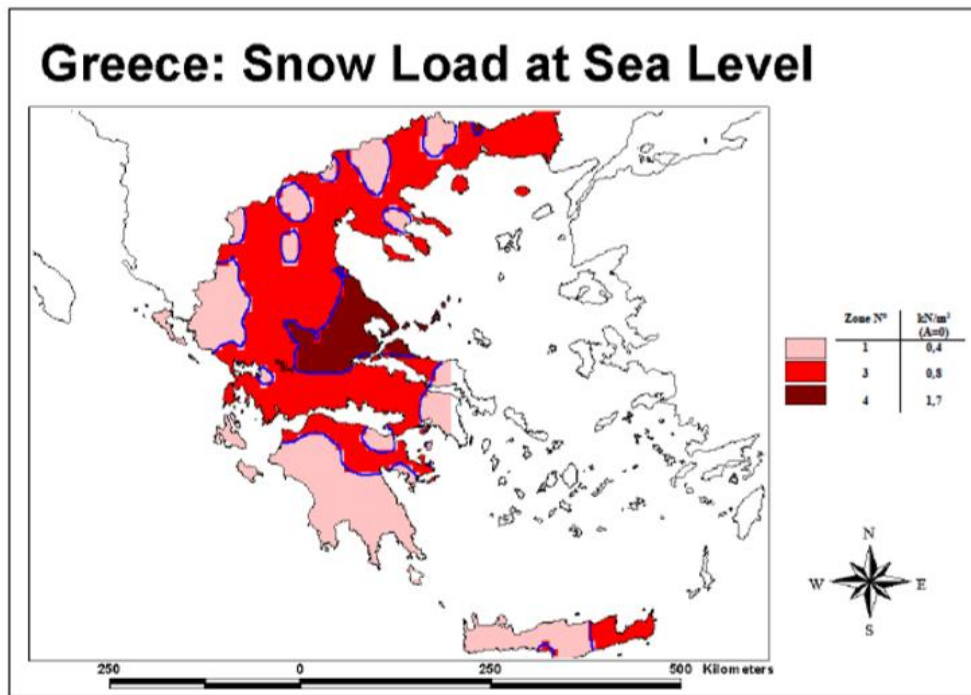 Greece: Snow Load at Sea Level
Zone Nº kN/m² (A=0)
1 0,4
3 0,8
4 1,7
N
W E
S
250 0 250 500 Kilometers